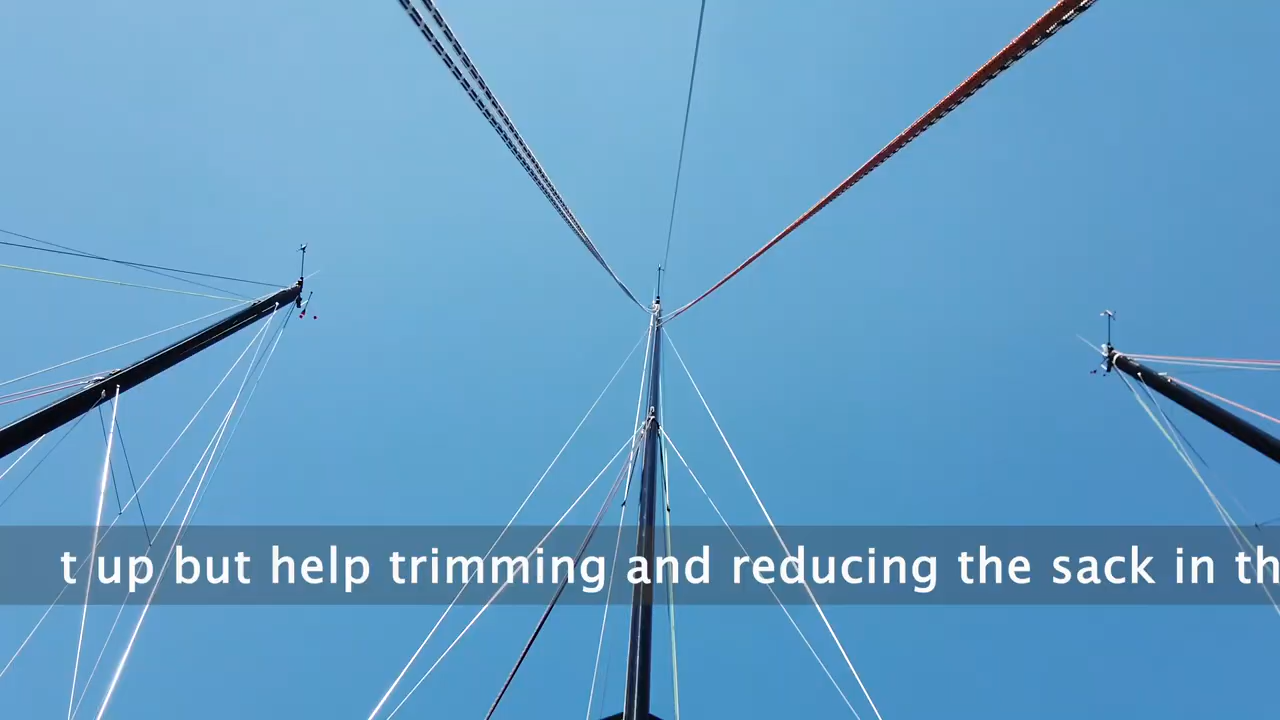 t up but help trimming and reducing the sack in th